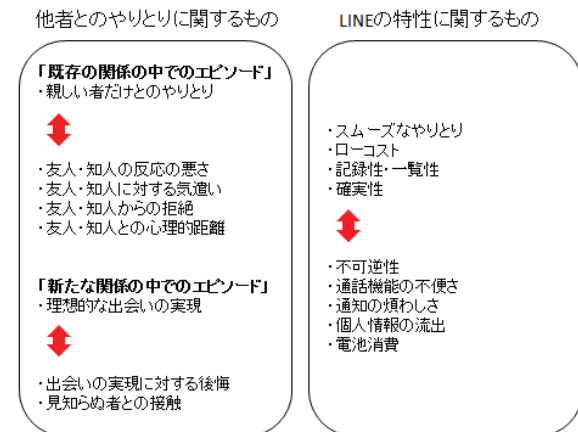 他者とのやりとりに関するもの
「既存の関係の中でのエピソード」
・親しい者だけとのやりとり
・友人・知人の反応の悪さ
・友人・知人に対する気遣い
・友人・知人からの拒絶
・友人・知人との心理的距離
「新たな関係の中でのエピソード」
・理想的な出会いの実現
・出会いの実現に対する後悔
・見知らぬ者との接触
LINEの特性に関するもの
・スムーズなやりとり
・ローコスト
・記録性・一覧性
・確実性
・不可逆性
・通話機能の不便さ
・通知の煩わしさ
・個人情報の流出
・電池消費